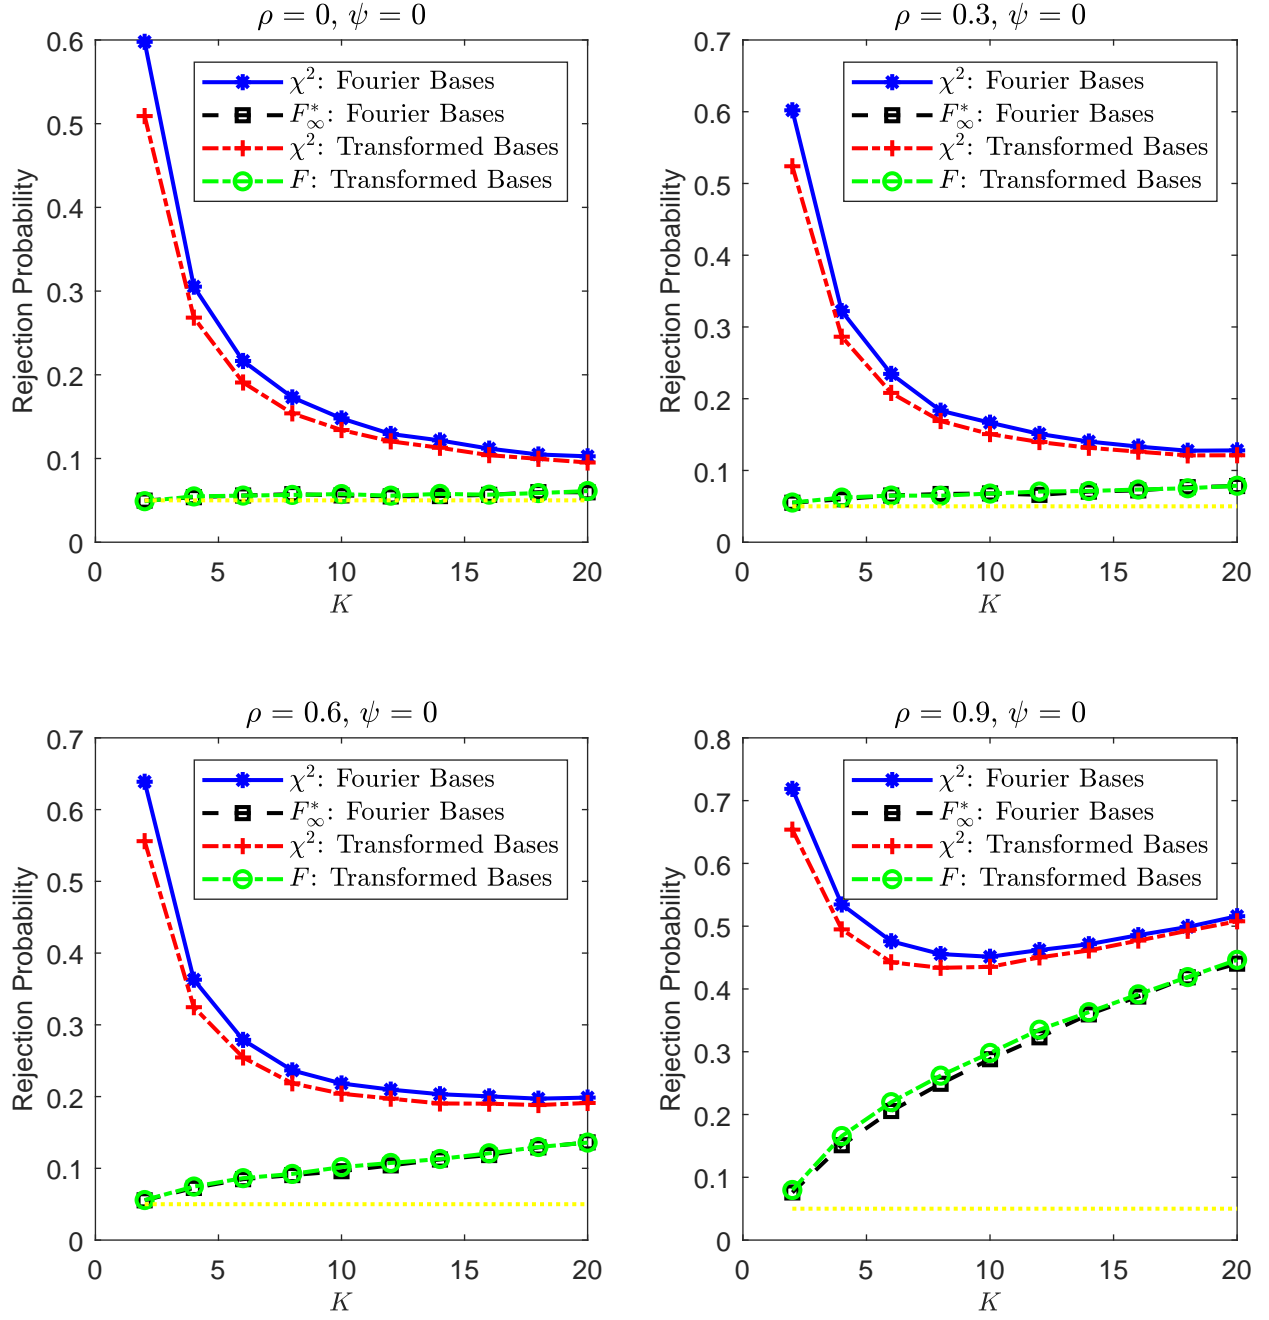 ρ = 0, ψ = 0
0.6
0.5
0.4
0.3
0.2
0.1
0
Rejection Probability
χ²: Fourier Bases
F*∞: Fourier Bases
χ²: Transformed Bases
F: Transformed Bases
0 5 10 15 20
K
ρ = 0.3, ψ = 0
0.7
0.6
0.5
0.4
0.3
0.2
0.1
0
Rejection Probability
χ²: Fourier Bases
F*∞: Fourier Bases
χ²: Transformed Bases
F: Transformed Bases
0 5 10 15 20
K
ρ = 0.6, ψ = 0
0.7
0.6
0.5
0.4
0.3
0.2
0.1
0
Rejection Probability
χ²: Fourier Bases
F*∞: Fourier Bases
χ²: Transformed Bases
F: Transformed Bases
0 5 10 15 20
K
ρ = 0.9, ψ = 0
0.8
0.7
0.6
0.5
0.4
0.3
0.2
0.1
0
Rejection Probability
χ²: Fourier Bases
F*∞: Fourier Bases
χ²: Transformed Bases
F: Transformed Bases
0 5 10 15 20
K